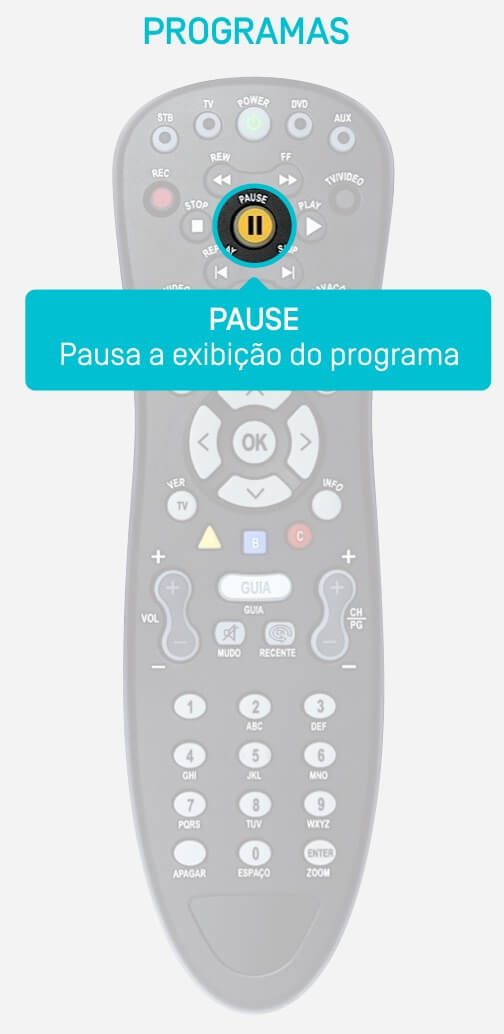 PROGRAMAS
STB TV POWER DVD AUX
REC REW FF TV/VIDEO
STOP PAUSE PLAY
PAUSE
Pausa a exibição do programa
OK
VER INFO
TV
B C
+ +
GUIA
GUIA
VOL CH
PG
MUDO RECENTE
1 2 3
ABC DEF
4 5 6
GHI JKL MNO
7 8 9
PQRS TUV WXYZ
0 ENTER
APAGAR ESPAÇO ZOOM